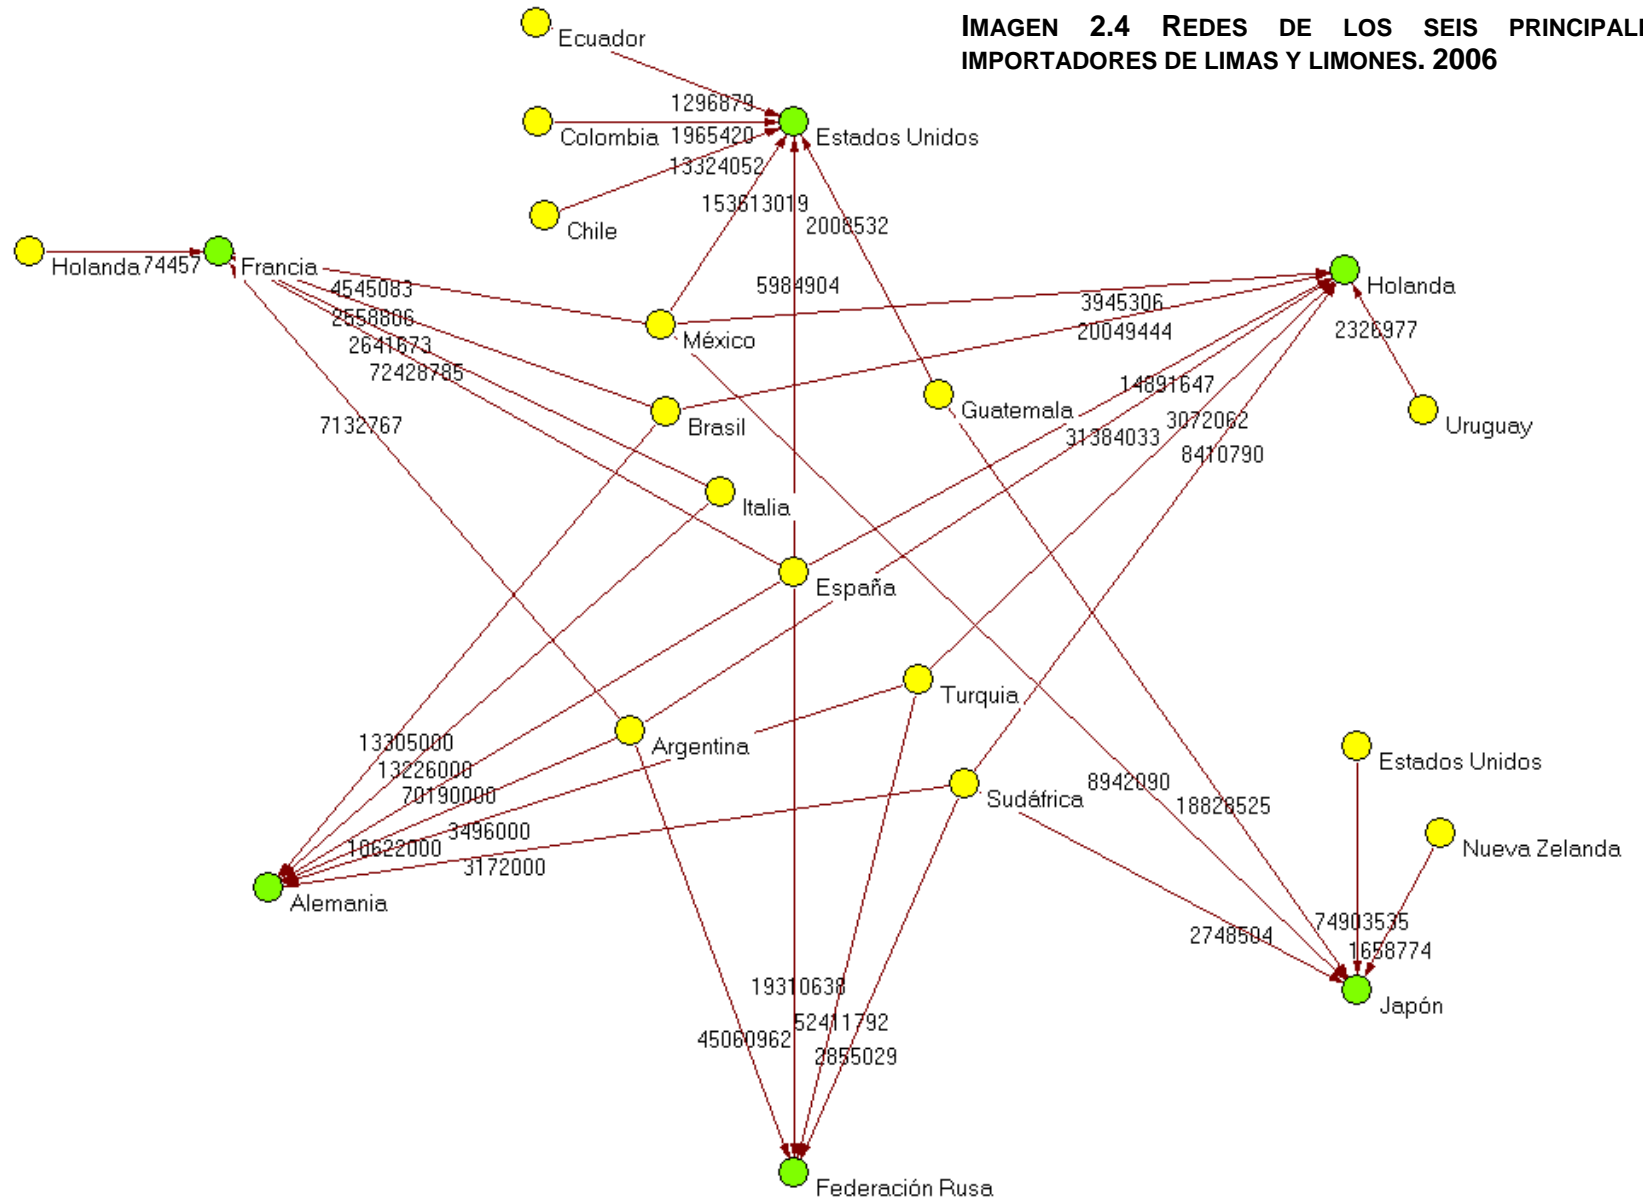 IMAGEN 2.4 REDES DE LOS SEIS PRINCIPALI
IMPORTADORES DE LIMAS Y LIMONES. 2006
Ecuador
1296879
Colombia
1965420
Estados Unidos
13324052
153613019
Chile
2008532
Holanda
74457
Francia
4545083
5984904
Holanda
3945306
2558806
México
20049444
2326977
2641673
72428785
14891647
7132767
Brasil
Guatemala
3072062
Uruguay
31384033
8410790
Italia
España
Turquia
13305000
Argentina
Estados Unidos
13226000
8942090
70190000
Sudáfrica
18828525
3496000
10622000
Nueva Zelanda
3172000
Alemania
74903535
2748504
1658774
19310638
Japón
52411792
45060962
2855029
Federación Rusa